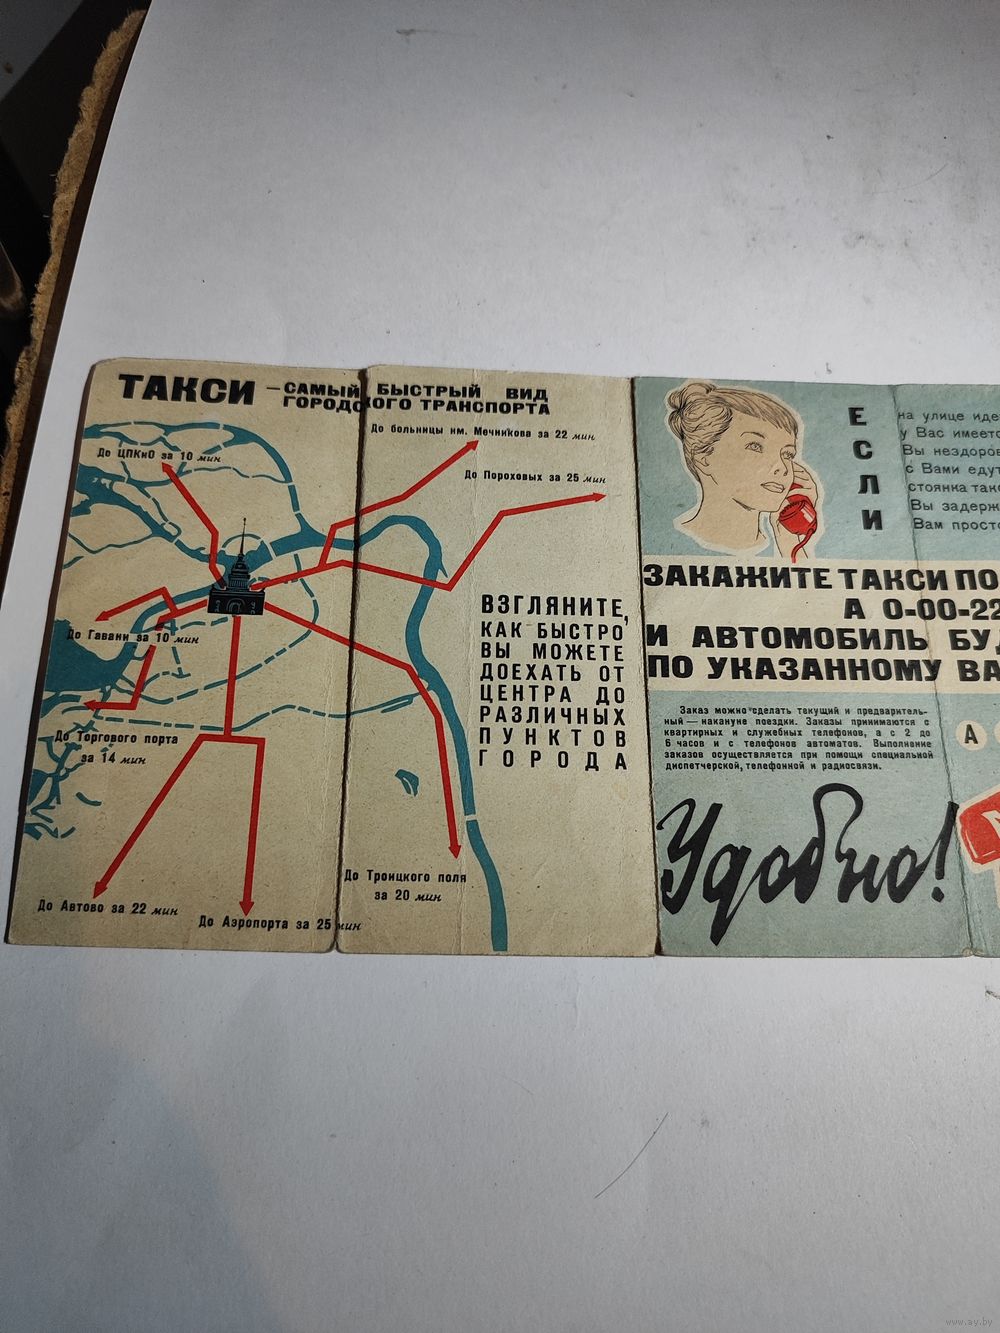 ТАКСИ — САМЫЙ БЫСТРЫЙ ВИД
ГОРОДСКОГО ТРАНСПОРТА
До больницы им. Мечникова за 22 мин
До ЦПКиО за 10 мин
До Пороховых за 25 мин
До Гавани за 10 мин
До Торгового порта
за 14 мин
До Троицкого поля
за 20 мин
До Автово за 22 мин
До Аэропорта за 25 мин
ВЗГЛЯНИТЕ,
КАК БЫСТРО
ВЫ МОЖЕТЕ
ДОЕХАТЬ ОТ
ЦЕНТРА ДО
РАЗЛИЧНЫХ
ПУНКТОВ
ГОРОДА
ЕСЛИ
на улице иде
у Вас имеетс
Вы нездоров
с Вами едут
стоянка такс
Вы задерж
Вам просто
ЗАКАЖИТЕ ТАКСИ ПО
А 0-00-22
И АВТОМОБИЛЬ БУД
ПО УКАЗАННОМУ ВА
Заказ можно сделать текущий и предваритель-
ный — накануне поездки. Заказы принимаются с
квартирных и служебных телефонов, а с 2 до
6 часов и с телефонов автоматов. Выполнение
заказов осуществляется при помощи специальной
диспетчерской, телефонной и радиосвязи.
А
Удобно!
www.ay.by